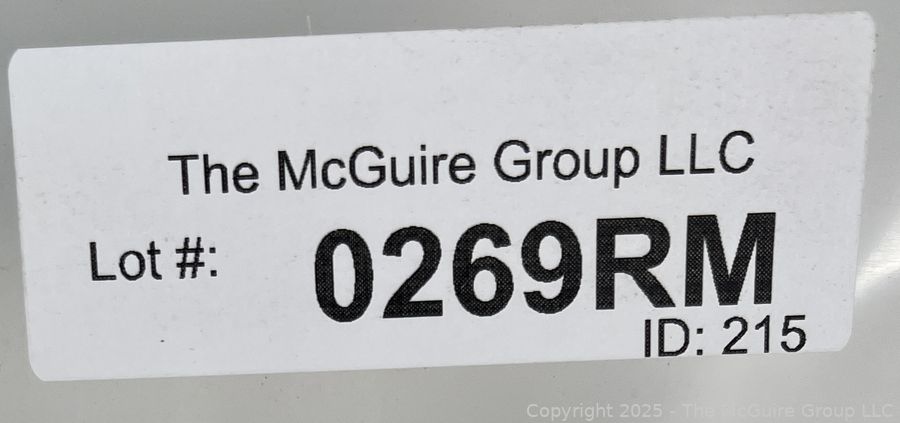 The McGuire Group LLC
Lot #: 0269RM
ID: 215
Copyright 2025 - The McGuire Group LLC